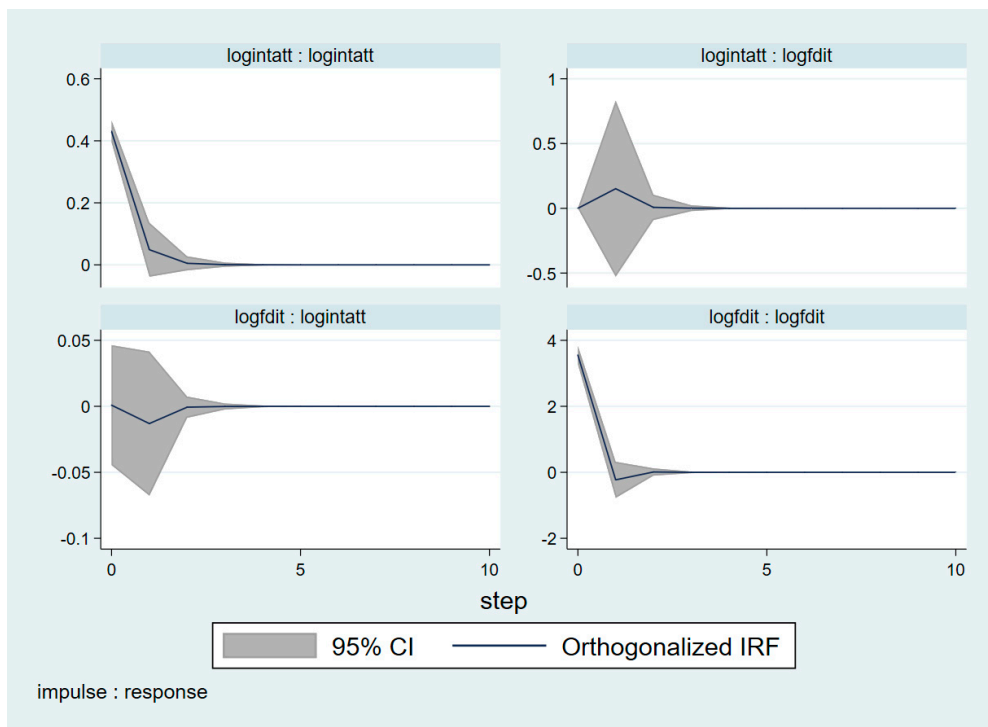 logintatt : logintatt
0.6
0.4
0.2
0
logintatt : logfdit
1
0.5
0
-0.5
logfdit : logintatt
0.05
0
-0.05
-0.1
0 5 10
logfdit : logfdit
4
2
0
-2
0 5 10
step
95% CI Orthogonalized IRF
impulse : response